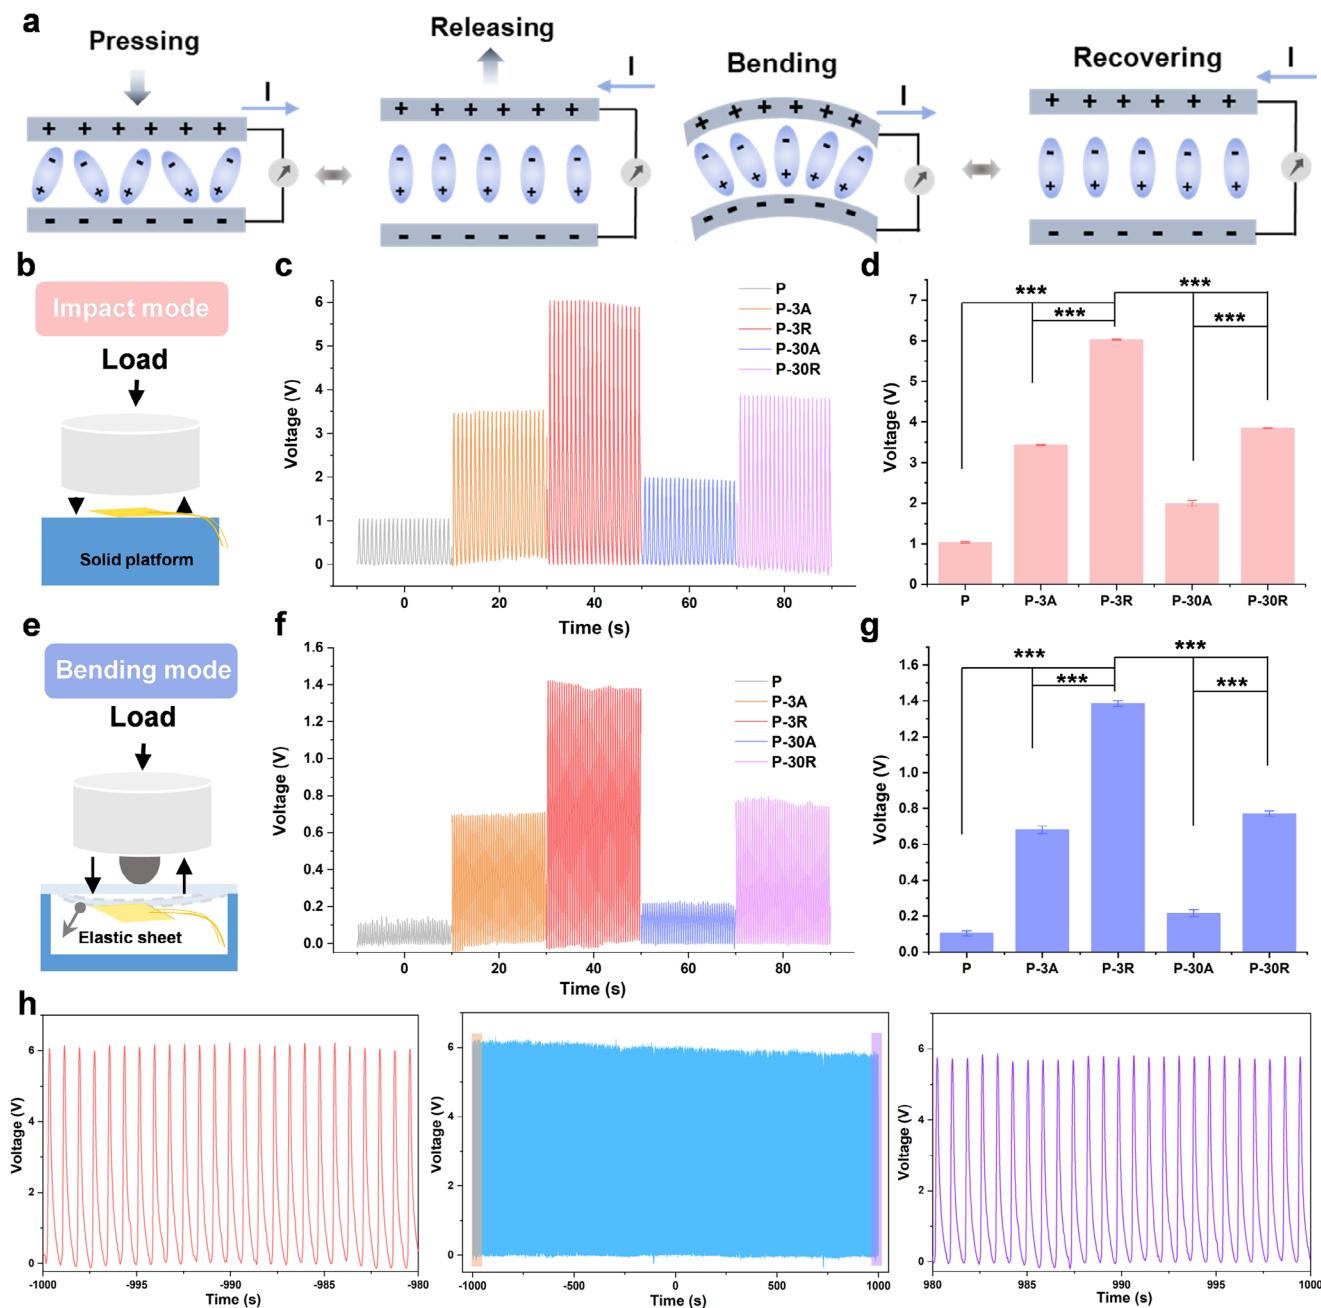 a
Pressing
Releasing
Bending
Recovering
I
I
I
I
+ + + + + +
+ + + + + +
+ + + + + +
+ + + + + +
- - - - -
- - - - -
- - - - -
- - - - -
+ + + + +
+ + + + +
+ + + + +
+ + + + +
- - - - - -
- - - - - -
- - - - - -
- - - - - -
b
Impact mode
Load
Solid platform
c
Voltage (V)
6
5
4
3
2
1
0
0 20 40 60 80
Time (s)
P
P-3A
P-3R
P-30A
P-30R
d
Voltage (V)
7
6
5
4
3
2
1
0
***
***
***
***
P P-3A P-3R P-30A P-30R
e
Bending mode
Load
Elastic sheet
f
Voltage (V)
1.6
1.4
1.2
1.0
0.8
0.6
0.4
0.2
0.0
0 20 40 60 80
Time (s)
P
P-3A
P-3R
P-30A
P-30R
g
Voltage (V)
1.6
1.4
1.2
1.0
0.8
0.6
0.4
0.2
0.0
***
***
***
***
P P-3A P-3R P-30A P-30R
h
Voltage (V)
6
4
2
0
-1000 -995 -990 -985 -980
Time (s)
Voltage (V)
6
4
2
0
-1000 -500 0 500 1000
Time (s)
Voltage (V)
6
4
2
0
980 985 990 995 1000
Time (s)